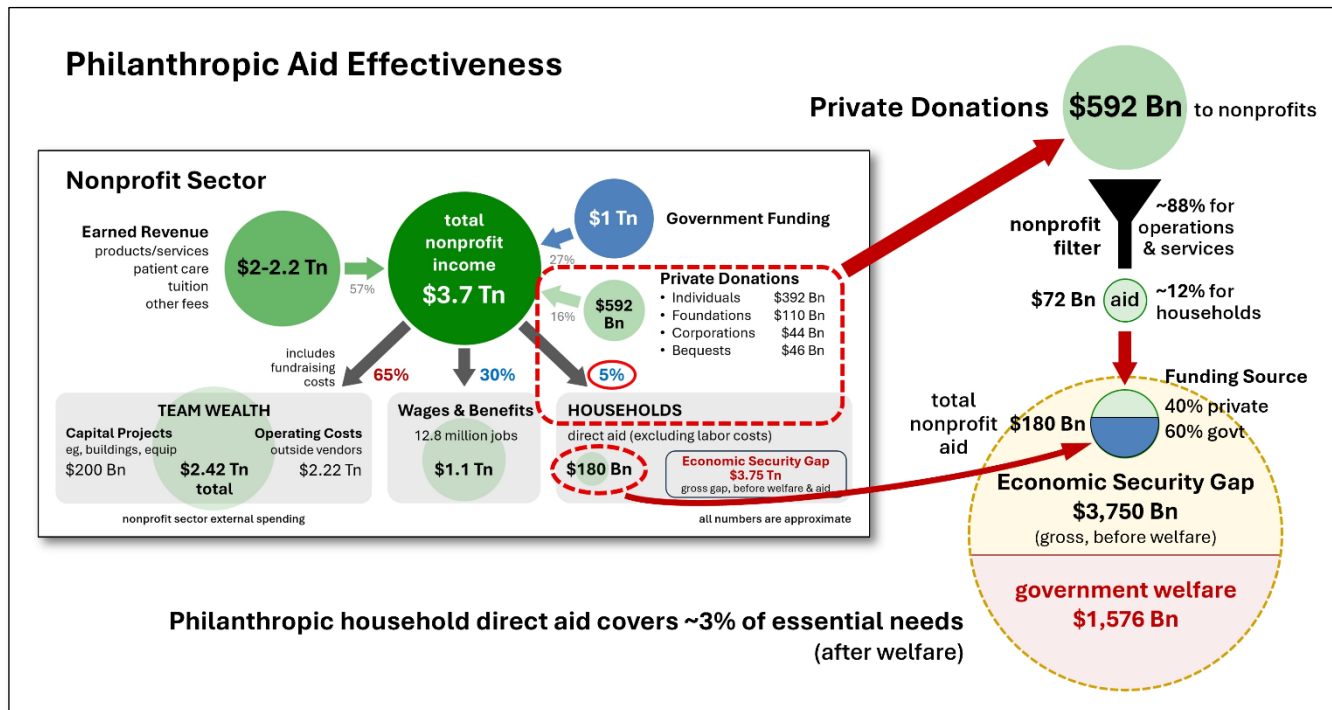 Philanthropic Aid Effectiveness
Private Donations
$592 Bn
to nonprofits
Nonprofit Sector
Earned Revenue
products/services
patient care
tuition
other fees
$2-2.2 Tn
57%
total
nonprofit
income
$3.7 Tn
$1 Tn
Government Funding
27%
$592
Bn
16%
Private Donations
• Individuals $392 Bn
• Foundations $110 Bn
• Corporations $44 Bn
• Bequests $46 Bn
includes
fundraising
costs
65%
30%
5%
TEAM WEALTH
Capital Projects
eg, buildings, equip
$200 Bn
$2.42 Tn
total
Operating Costs
outside vendors
$2.22 Tn
Wages & Benefits
12.8 million jobs
$1.1 Tn
HOUSEHOLDS
direct aid (excluding labor costs)
$180 Bn
Economic Security Gap
$3.75 Tn
gross gap, before welfare & aid
nonprofit sector external spending
all numbers are approximate
nonprofit
filter
~88% for
operations
& services
$72 Bn
aid
~12% for
households
Funding Source
40% private
60% govt
total
nonprofit
aid
$180 Bn
Economic Security Gap
$3,750 Bn
(gross, before welfare)
government welfare
$1,576 Bn
Philanthropic household direct aid covers ~3% of essential needs
(after welfare)